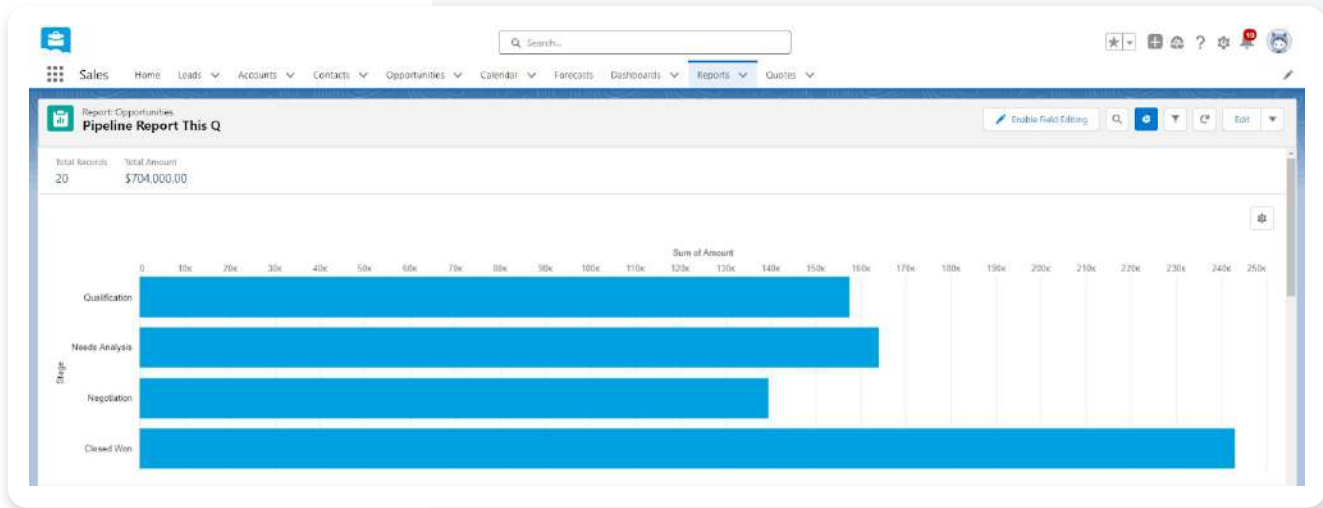 Search...
19
Sales Home Leads Accounts Contacts Opportunities Calendar Forecasts Dashboards Reports Quotes
Report: Opportunities
Pipeline Report This Q
Enable Field Editing
Edit
Total Records Total Amount
20 $704,000.00
Sum of Amount
0 10K 20K 30K 40K 50K 60K 70K 80K 90K 100K 110K 120K 130K 140K 150K 160K 170K 180K 190K 200K 210K 220K 230K 240K 250K
Stage
Qualification
Needs Analysis
Negotiation
Closed Won